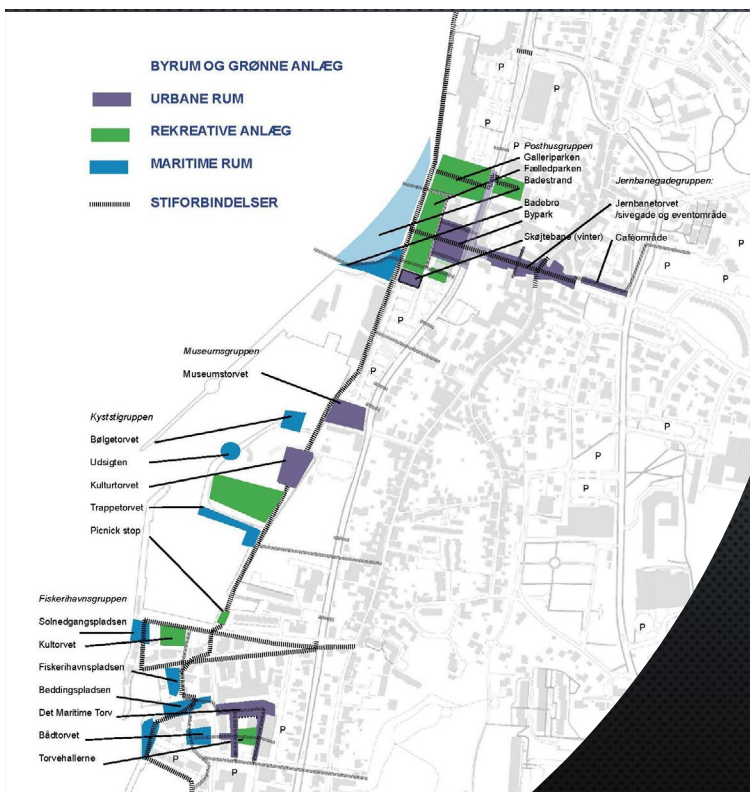 BYRUM OG GRØNNE ANLÆG
URBANE RUM
REKREATIVE ANLÆG
MARITIME RUM
STIFORBINDELSER
P
P
P
P
P
P
Posthusgruppen
Galleriparken
Fælledparken
Badestrand
Badebro
Bypark
Skøjtebane (vinter)
Jernbanegadegruppen:
Jernbanetorvet
/sivegade og eventområde
Caféområde
P
P
P
P
P
P
Museumsgruppen
Museumstorvet
Kyststigruppen
Bølgetorvet
Udsigten
Kulturtorvet
Trappetorvet
Picnick stop
P
P
P
Fiskerihavnsgruppen
Solnedgangspladsen
Kultorvet
Fiskerihavnspladsen
Beddingspladsen
Det Maritime Torv
Bådtorvet
Torvehallerne
P
P
P